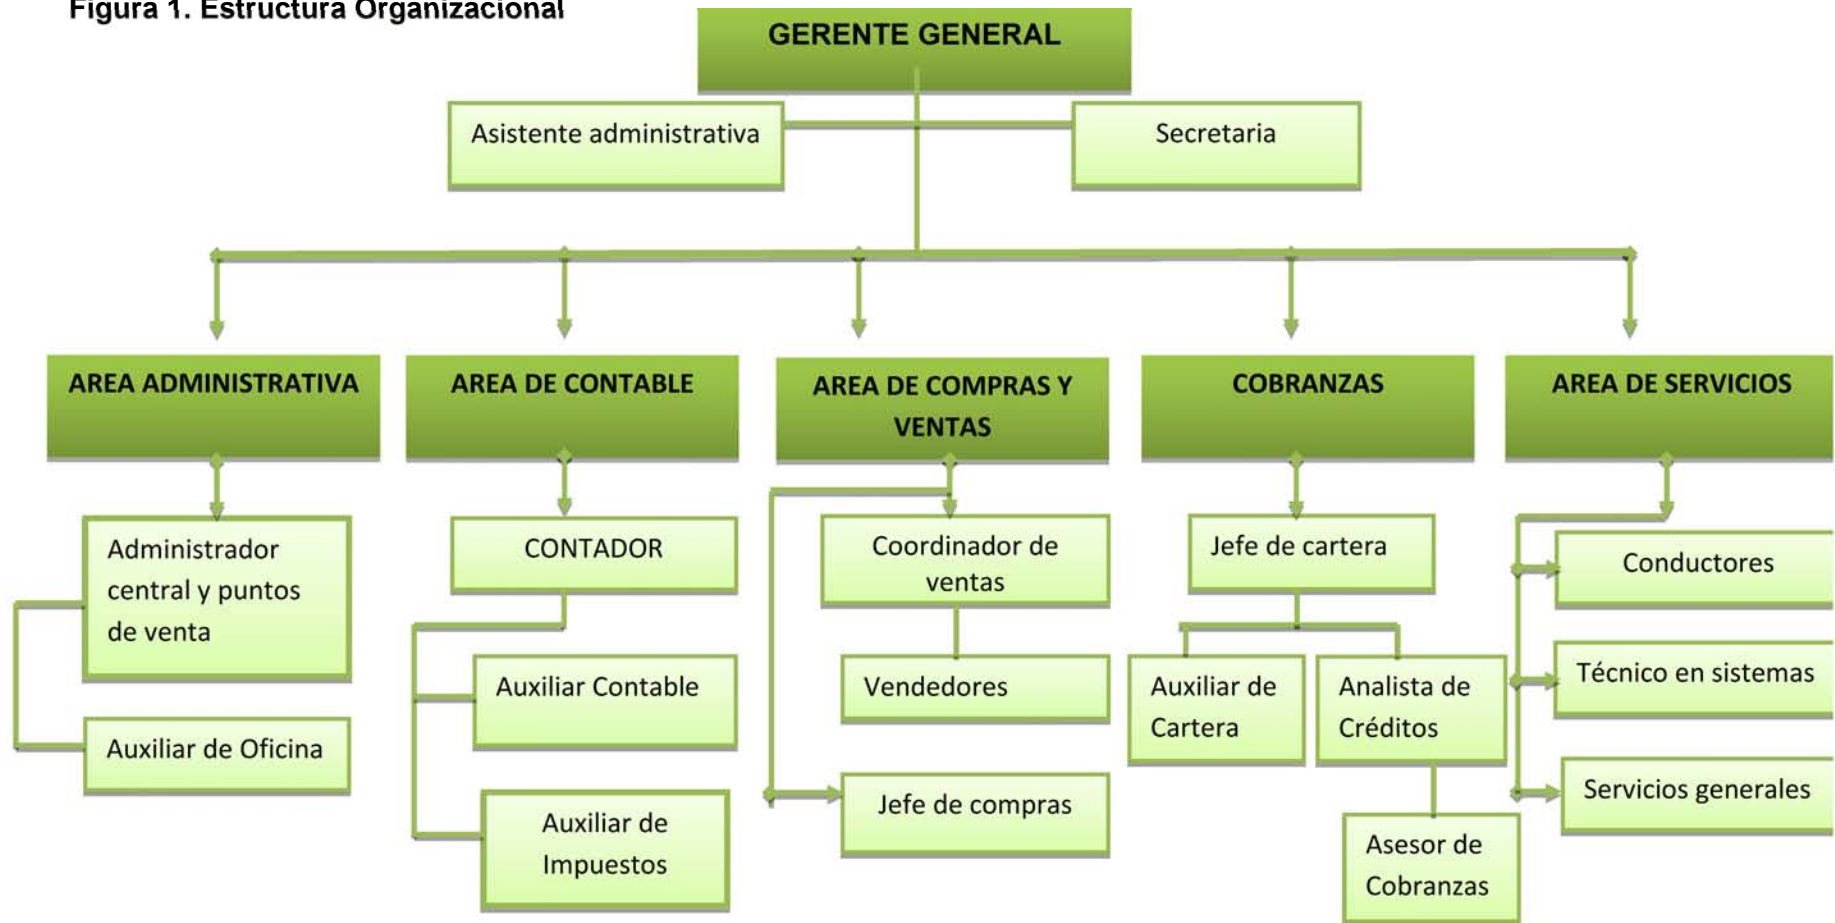 Figura 1. Estructura Organizacional
GERENTE GENERAL
Asistente administrativa
Secretaria
AREA ADMINISTRATIVA
AREA DE CONTABLE
AREA DE COMPRAS Y
VENTAS
COBRANZAS
AREA DE SERVICIOS
Administrador
central y puntos
de venta
Auxiliar de Oficina
CONTADOR
Auxiliar Contable
Auxiliar de
Impuestos
Coordinador de
ventas
Vendedores
Jefe de compras
Jefe de cartera
Auxiliar de
Cartera
Analista de
Créditos
Asesor de
Cobranzas
Conductores
Técnico en sistemas
Servicios generales